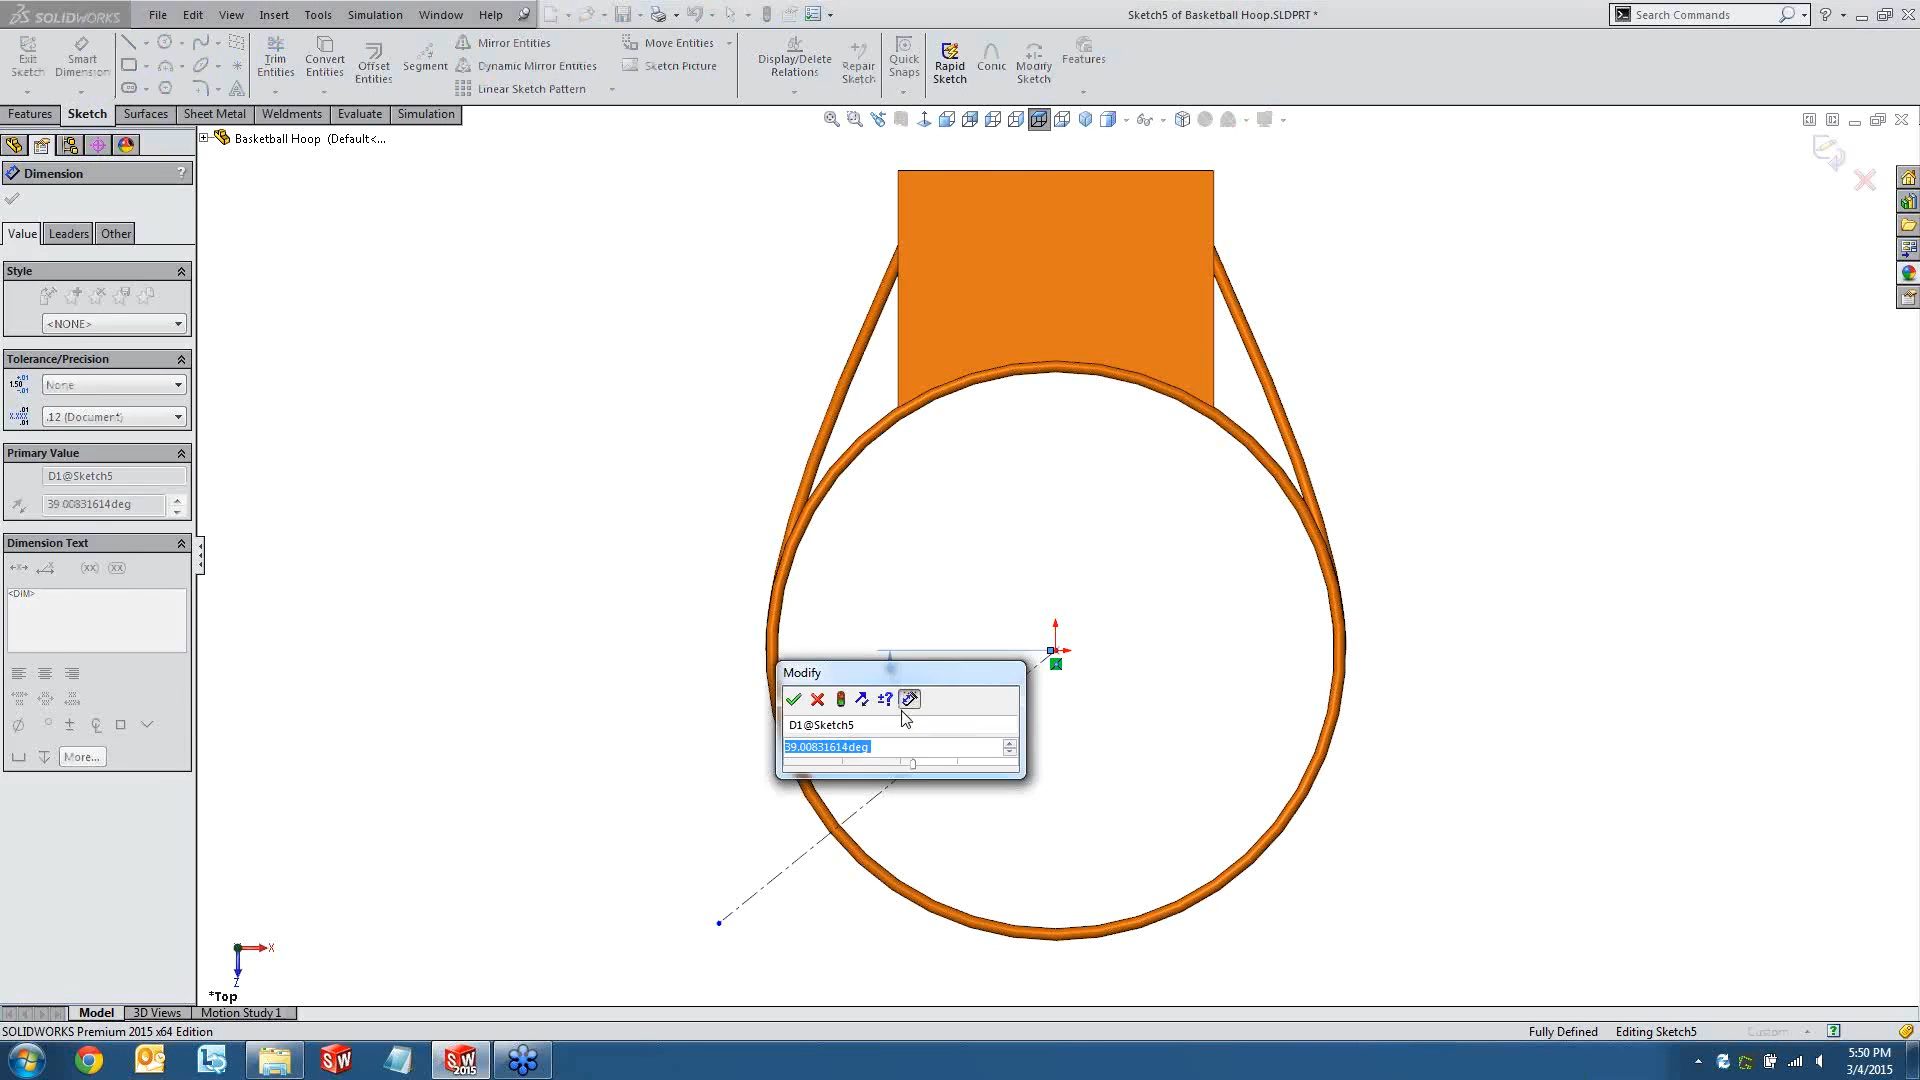 SOLIDWORKS File Edit View Insert Tools Simulation Window Help Sketch5 of Basketball Hoop.SLDPRT * Search Commands ?
Exit Sketch
Smart Dimension
Trim Entities
Convert Entities
Offset Entities
Segment
Mirror Entities
Dynamic Mirror Entities
Linear Sketch Pattern
Move Entities
Sketch Picture
Display/Delete Relations
Repair Sketch
Quick Snaps
Rapid Sketch
Conic
Modify Sketch
Features
Features Sketch Surfaces Sheet Metal Weldments Evaluate Simulation
Basketball Hoop (Default<...
Dimension ?
Value Leaders Other
Style
<NONE>
Tolerance/Precision
None
.12 (Document)
Primary Value
D1@Sketch5
39.00831614deg
Dimension Text
<DIM>
More...
Modify
D1@Sketch5
39.00831614deg
X
Z
*Top
Model 3D Views Motion Study 1
SOLIDWORKS Premium 2015 x64 Edition Fully Defined Editing Sketch5 Custom ?
SW
SW 2015
5:50 PM
3/4/2015